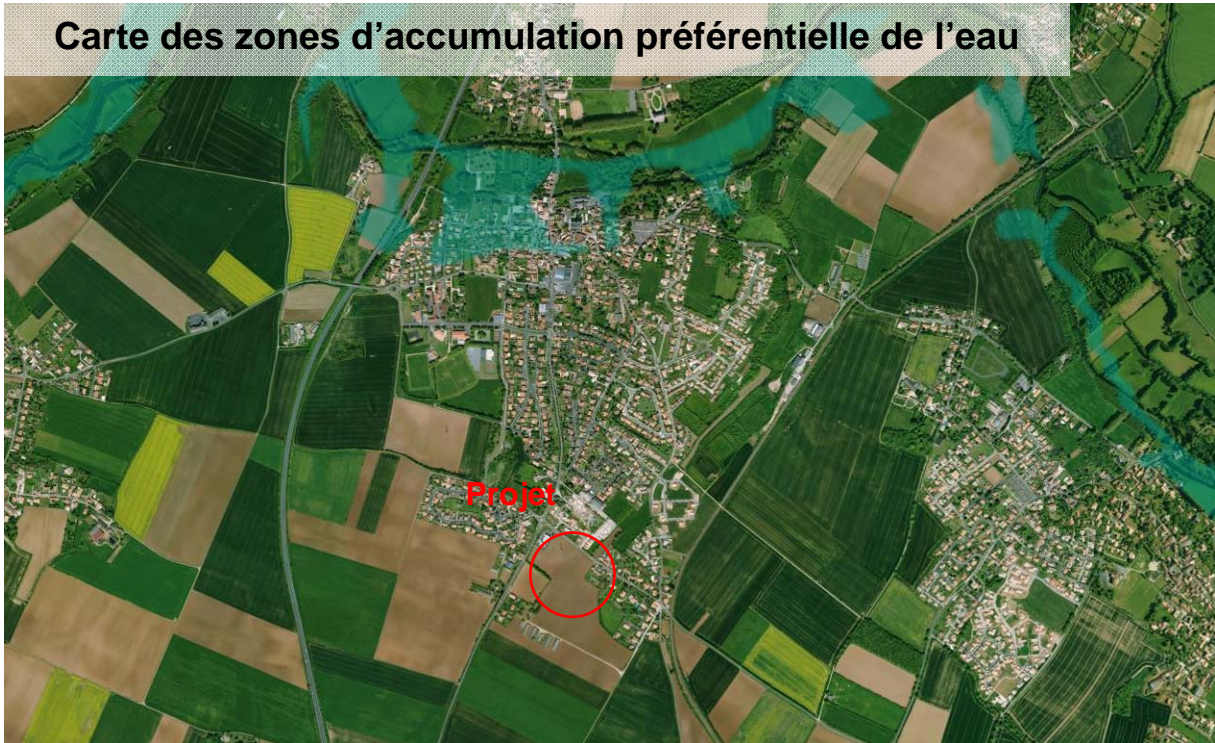 Carte des zones d’accumulation préférentielle de l’eau
Projet